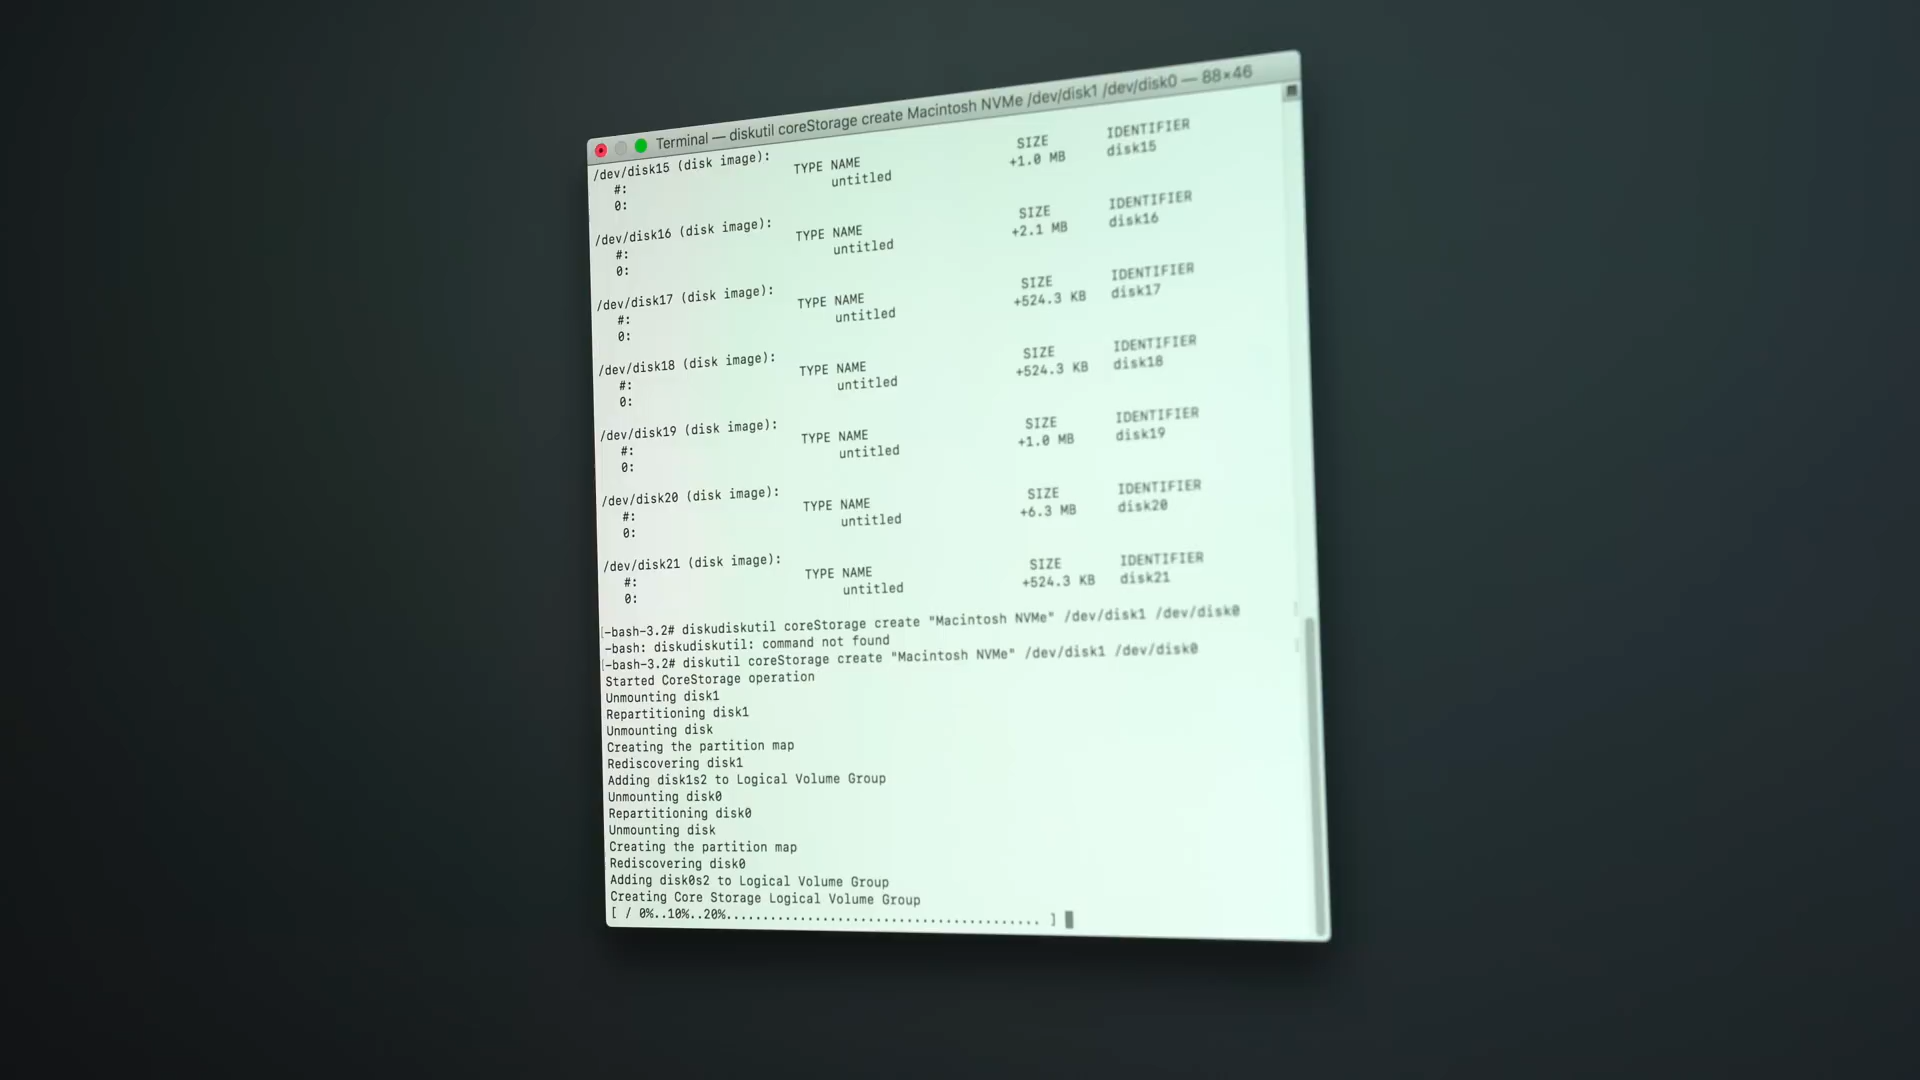 Terminal — diskutil coreStorage create Macintosh NVMe /dev/disk1 /dev/disk0 — 88×46
/dev/disk15 (disk image):
#: TYPE NAME SIZE IDENTIFIER
0: untitled +1.0 MB disk15
/dev/disk16 (disk image):
#: TYPE NAME SIZE IDENTIFIER
0: untitled +2.1 MB disk16
/dev/disk17 (disk image):
#: TYPE NAME SIZE IDENTIFIER
0: untitled +524.3 KB disk17
/dev/disk18 (disk image):
#: TYPE NAME SIZE IDENTIFIER
0: untitled +524.3 KB disk18
/dev/disk19 (disk image):
#: TYPE NAME SIZE IDENTIFIER
0: untitled +1.0 MB disk19
/dev/disk20 (disk image):
#: TYPE NAME SIZE IDENTIFIER
0: untitled +6.3 MB disk20
/dev/disk21 (disk image):
#: TYPE NAME SIZE IDENTIFIER
0: untitled +524.3 KB disk21
[-bash-3.2# diskudiskutil coreStorage create "Macintosh NVMe" /dev/disk1 /dev/disk0 ]
-bash: diskudiskutil: command not found
[-bash-3.2# diskutil coreStorage create "Macintosh NVMe" /dev/disk1 /dev/disk0 ]
Started CoreStorage operation
Unmounting disk1
Repartitioning disk1
Unmounting disk
Creating the partition map
Rediscovering disk1
Adding disk1s2 to Logical Volume Group
Unmounting disk0
Repartitioning disk0
Unmounting disk
Creating the partition map
Rediscovering disk0
Adding disk0s2 to Logical Volume Group
Creating Core Storage Logical Volume Group
[ / 0%..10%..20%........................................ ]